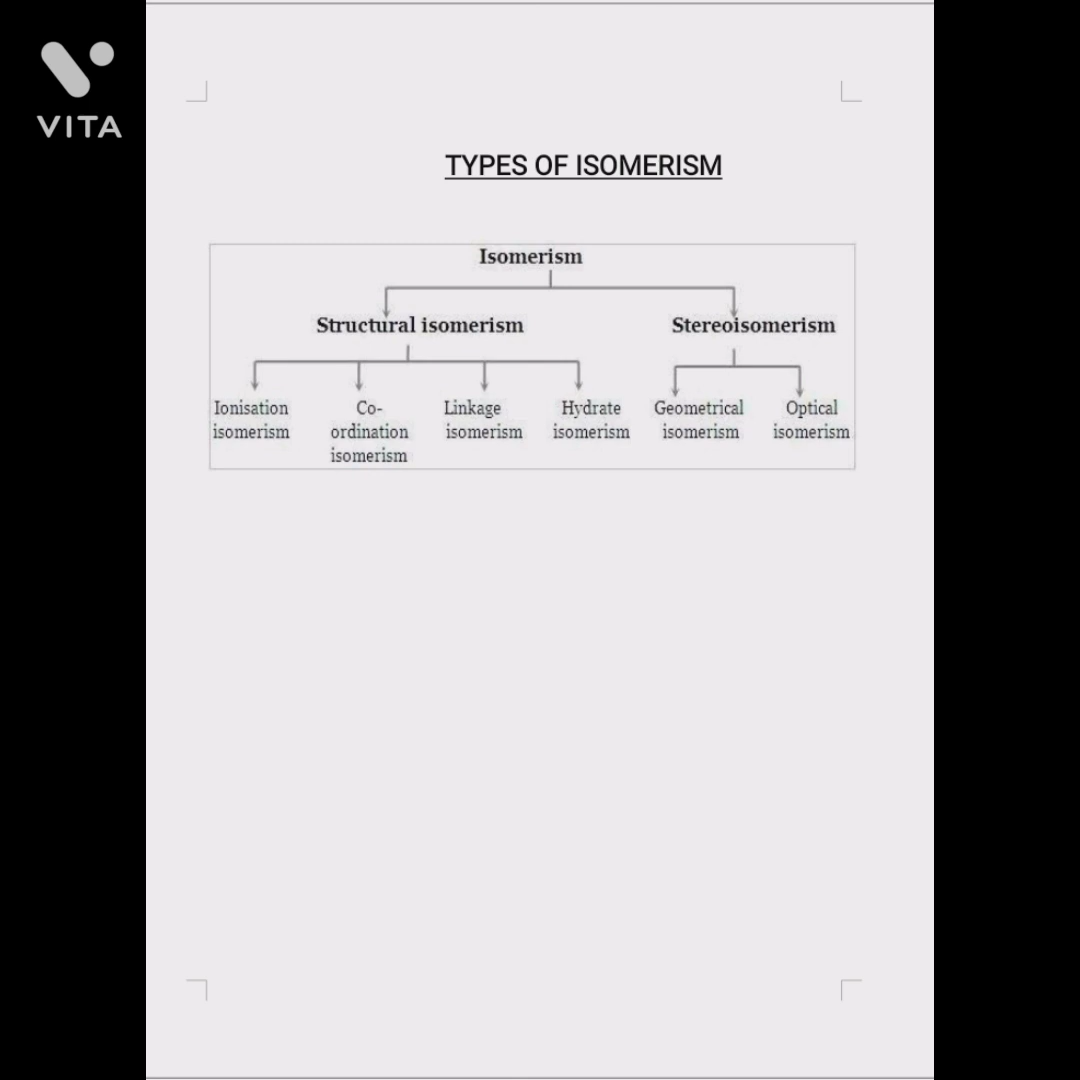 VITA
TYPES OF ISOMERISM
Isomerism
Structural isomerism
Stereoisomerism
Ionisation
isomerism
Co-
ordination
isomerism
Linkage
isomerism
Hydrate
isomerism
Geometrical
isomerism
Optical
isomerism